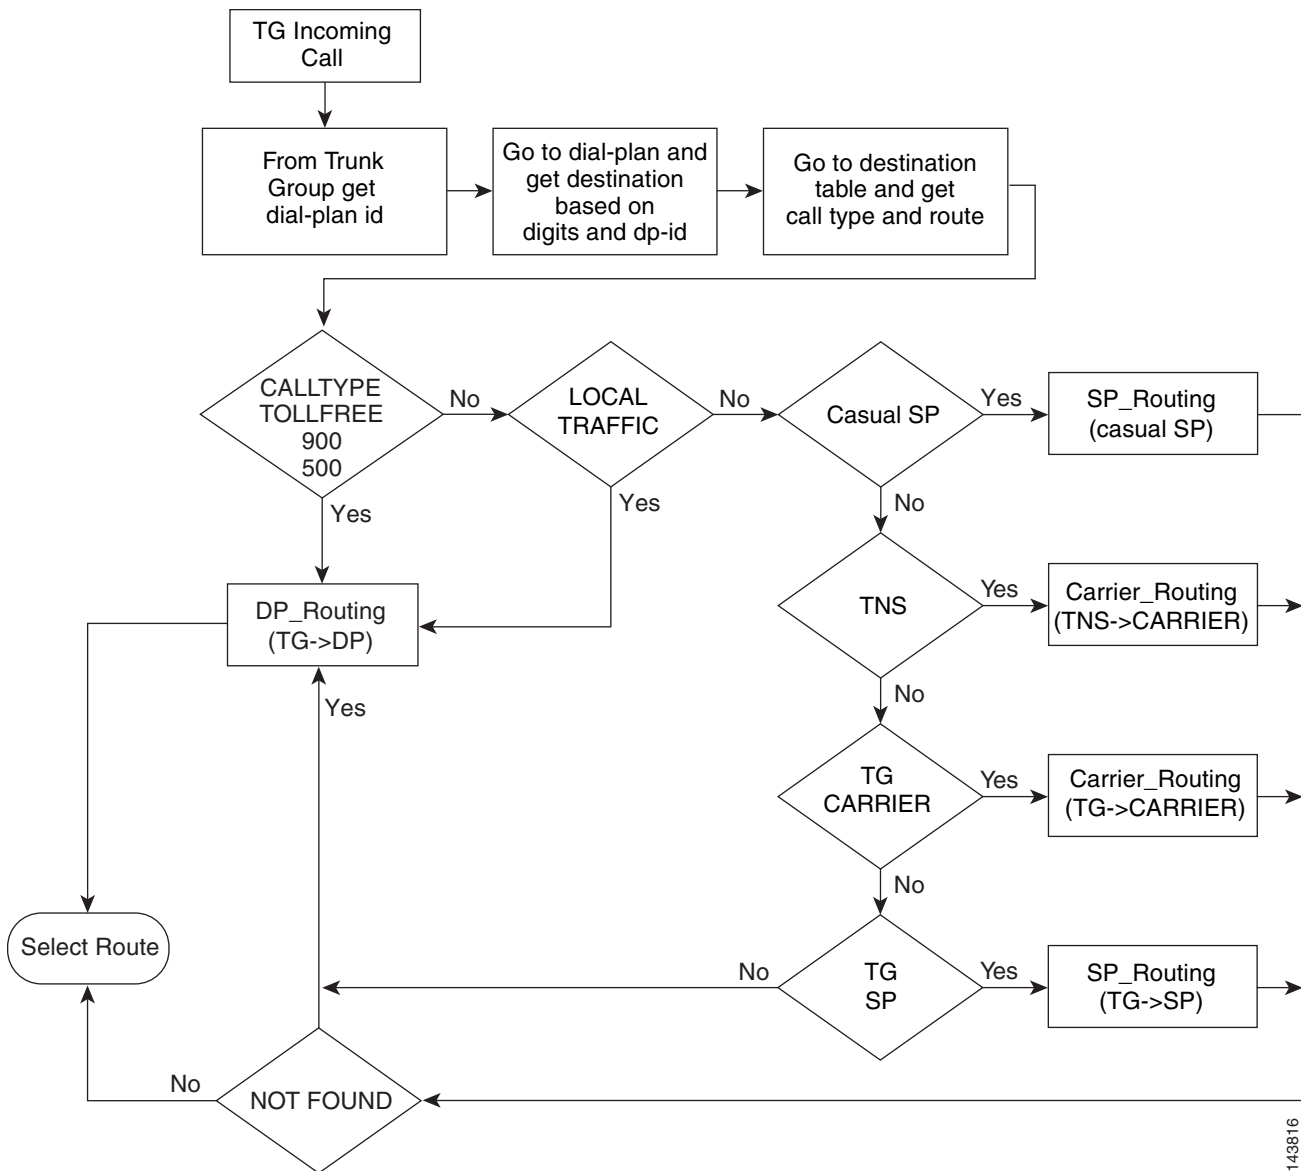 TG Incoming
Call
From Trunk
Group get
dial-plan id
Go to dial-plan and
get destination
based on
digits and dp-id
Go to destination
table and get
call type and route
CALLTYPE
TOLLFREE
900
500
No
LOCAL
TRAFFIC
No
Casual SP
Yes
SP_Routing
(casual SP)
Yes
Yes
No
DP_Routing
(TG->DP)
TNS
Yes
Carrier_Routing
(TNS->CARRIER)
No
Yes
TG
CARRIER
Yes
Carrier_Routing
(TG->CARRIER)
No
Select Route
No
TG
SP
Yes
SP_Routing
(TG->SP)
No
NOT FOUND
143816